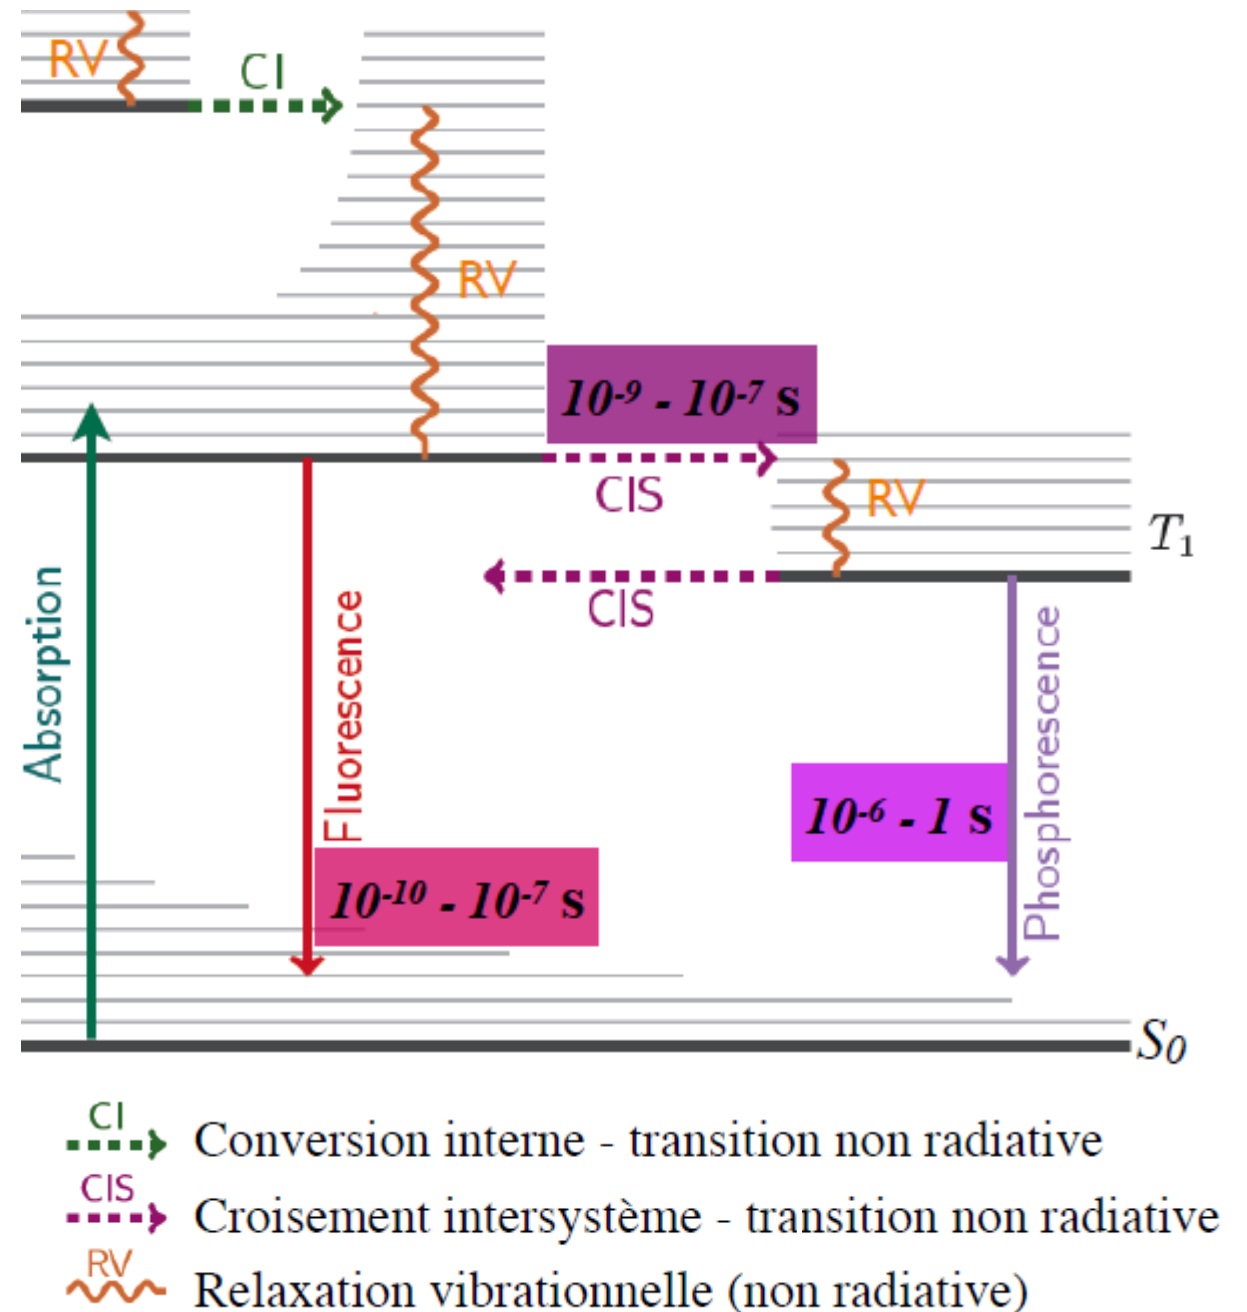 RV
CI
RV
10⁻⁹ - 10⁻⁷ s
CIS
RV
T₁
CIS
Absorption
Fluorescence
Phosphorescence
10⁻⁶ - 1 s
10⁻¹⁰ - 10⁻⁷ s
S₀
CI
Conversion interne - transition non radiative
CIS
Croisement intersystème - transition non radiative
RV
Relaxation vibrationnelle (non radiative)